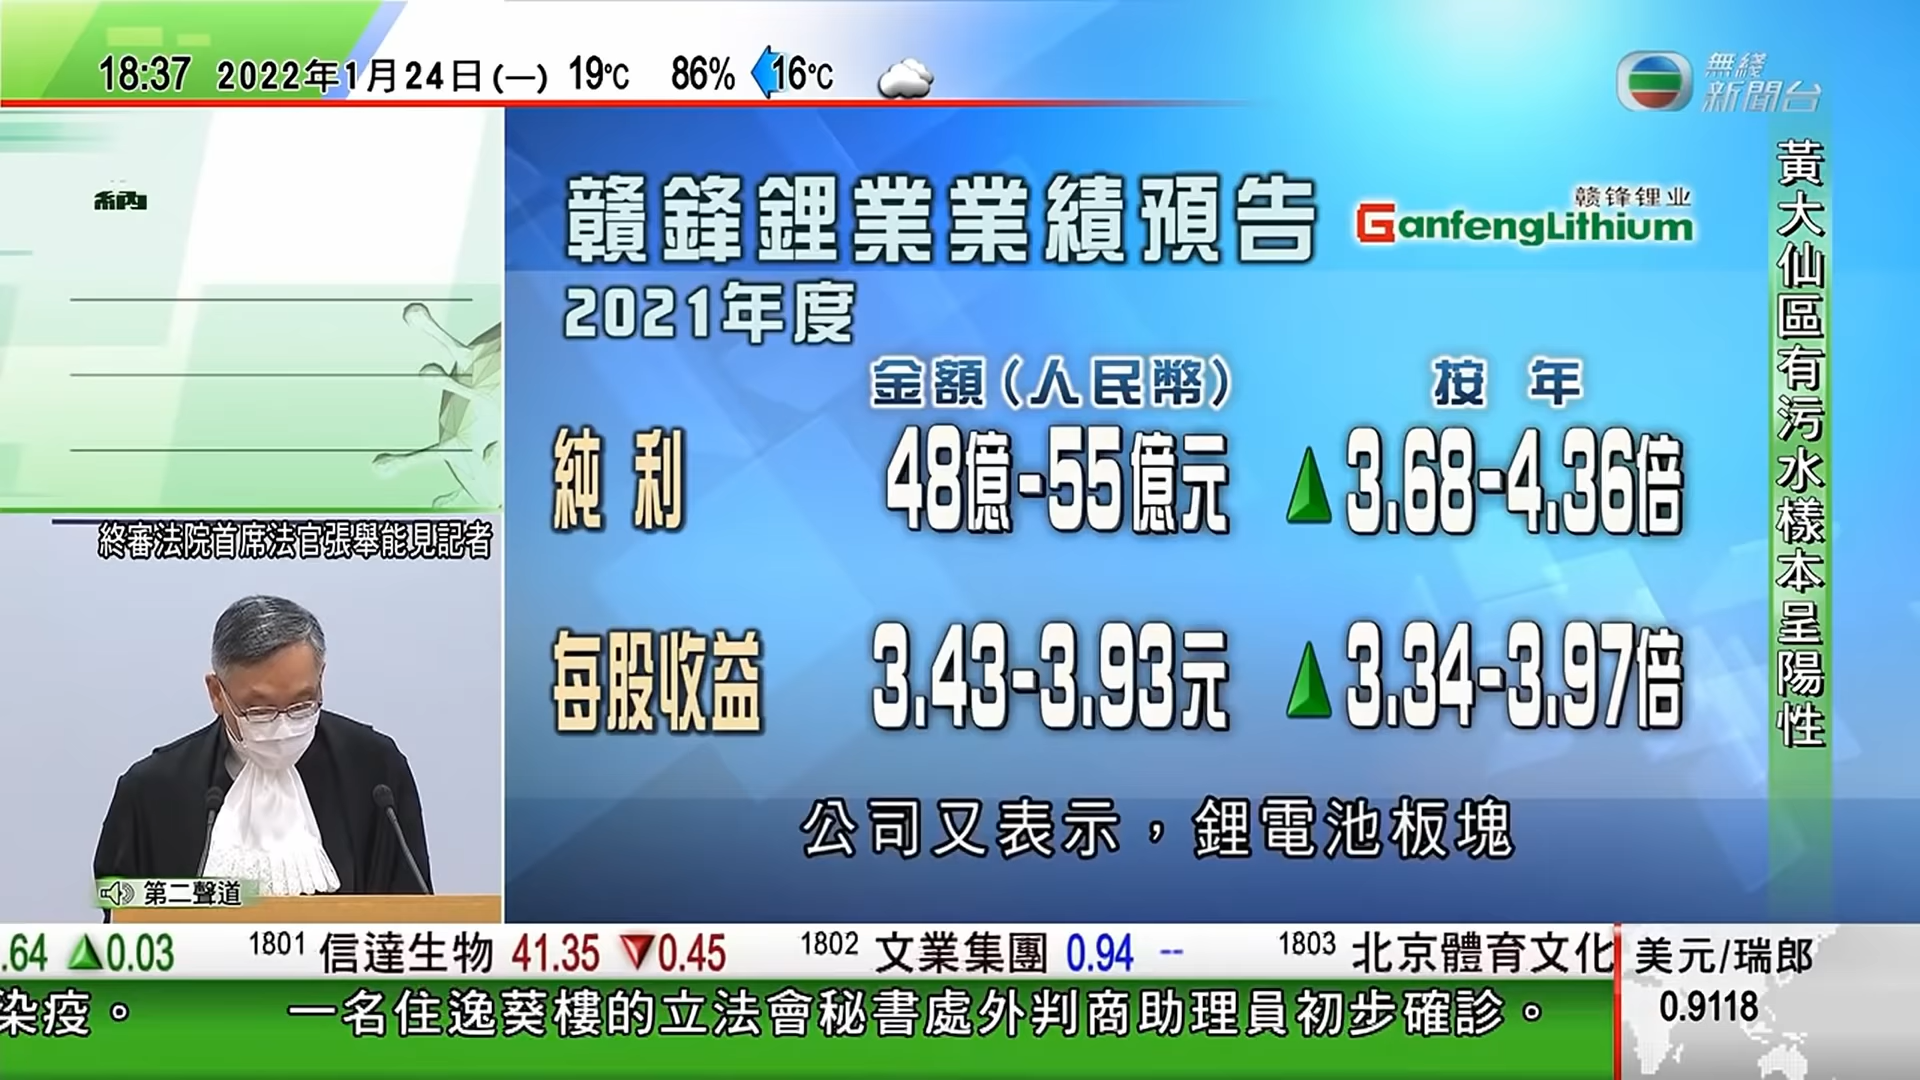 18:37 2022年1月24日(一) 19℃ 86% 16℃
無綫
新聞台
黃大仙區有污水樣本呈陽性
贛鋒鋰業業績預告
赣锋锂业
GanfengLithium
2021年度
金額(人民幣) 按年
純利 48億-55億元 ▲3.68-4.36倍
每股收益 3.43-3.93元 ▲3.34-3.97倍
公司又表示，鋰電池板塊
終審法院首席法官張舉能見記者
第二聲道
.64 ▲0.03 1801 信達生物 41.35 ▼0.45 1802 文業集團 0.94 -- 1803 北京體育文化
美元/瑞郎
0.9118
染疫。 一名住逸葵樓的立法會秘書處外判商助理員初步確診。